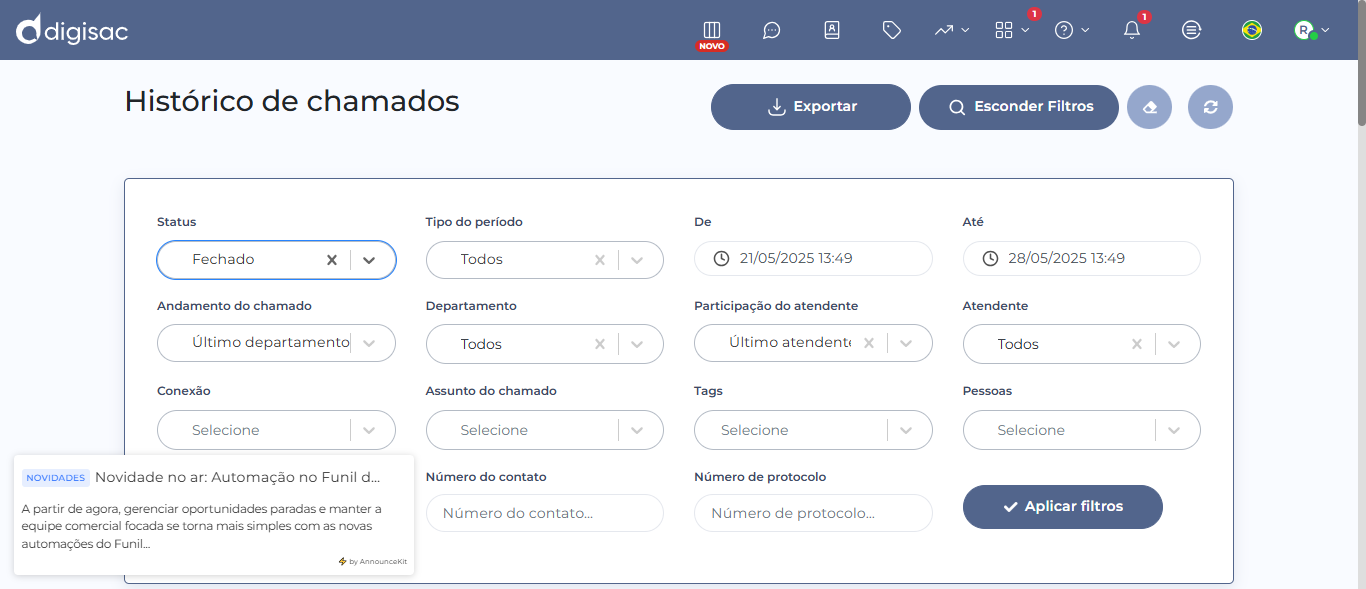 digisac
NOVO
1
1
R
Histórico de chamados
Exportar
Esconder Filtros
Status
Tipo do período
De
Até
Fechado
Todos
21/05/2025 13:49
28/05/2025 13:49
Andamento do chamado
Departamento
Participação do atendente
Atendente
Último departamento
Todos
Último atendente
Todos
Conexão
Assunto do chamado
Tags
Pessoas
Selecione
Selecione
Selecione
Selecione
NOVIDADES Novidade no ar: Automação no Funil d...
A partir de agora, gerenciar oportunidades paradas e manter a
equipe comercial focada se torna mais simples com as novas
automações do Funil...
by AnnounceKit
Número do contato
Número de protocolo
Número do contato...
Número de protocolo...
Aplicar filtros